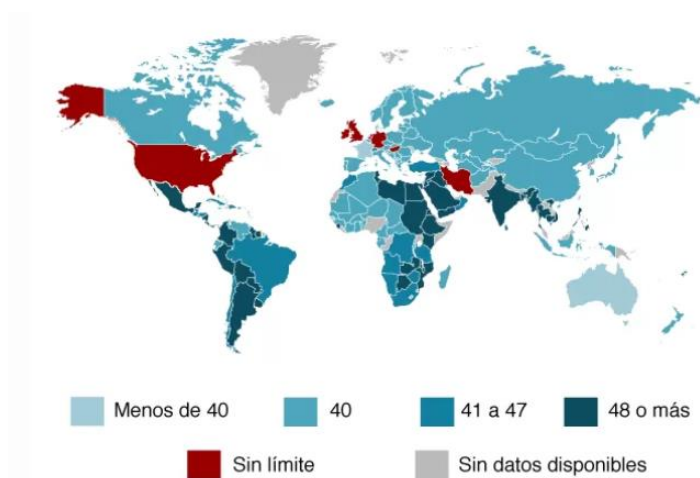 Menos de 40
40
41 a 47
48 o más
Sin límite
Sin datos disponibles